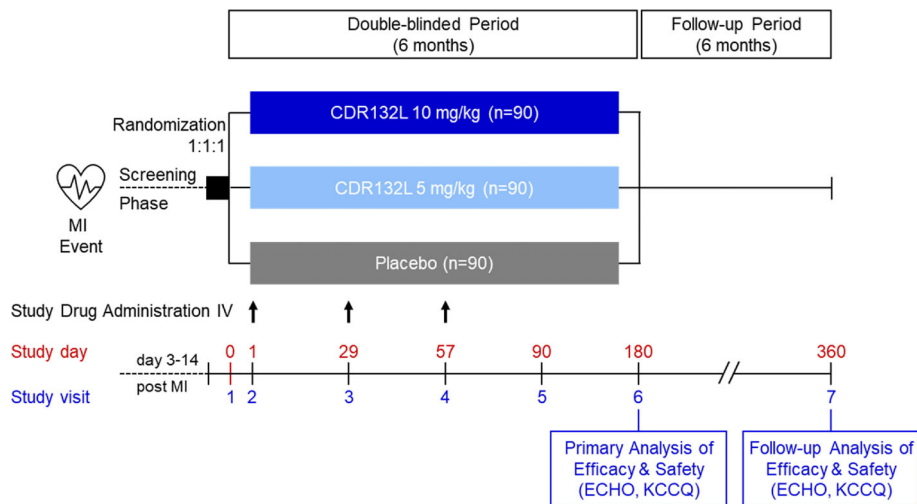 Double-blinded Period
(6 months)
Follow-up Period
(6 months)
Randomization
1:1:1
CDR132L 10 mg/kg (n=90)
Screening
Phase
CDR132L 5 mg/kg (n=90)
MI
Event
Placebo (n=90)
Study Drug Administration IV
Study day
day 3-14
0 1 29 57 90 180 360
post MI
Study visit
1 2 3 4 5 6 7
Primary Analysis of
Efficacy & Safety
(ECHO, KCCQ)
Follow-up Analysis of
Efficacy & Safety
(ECHO, KCCQ)